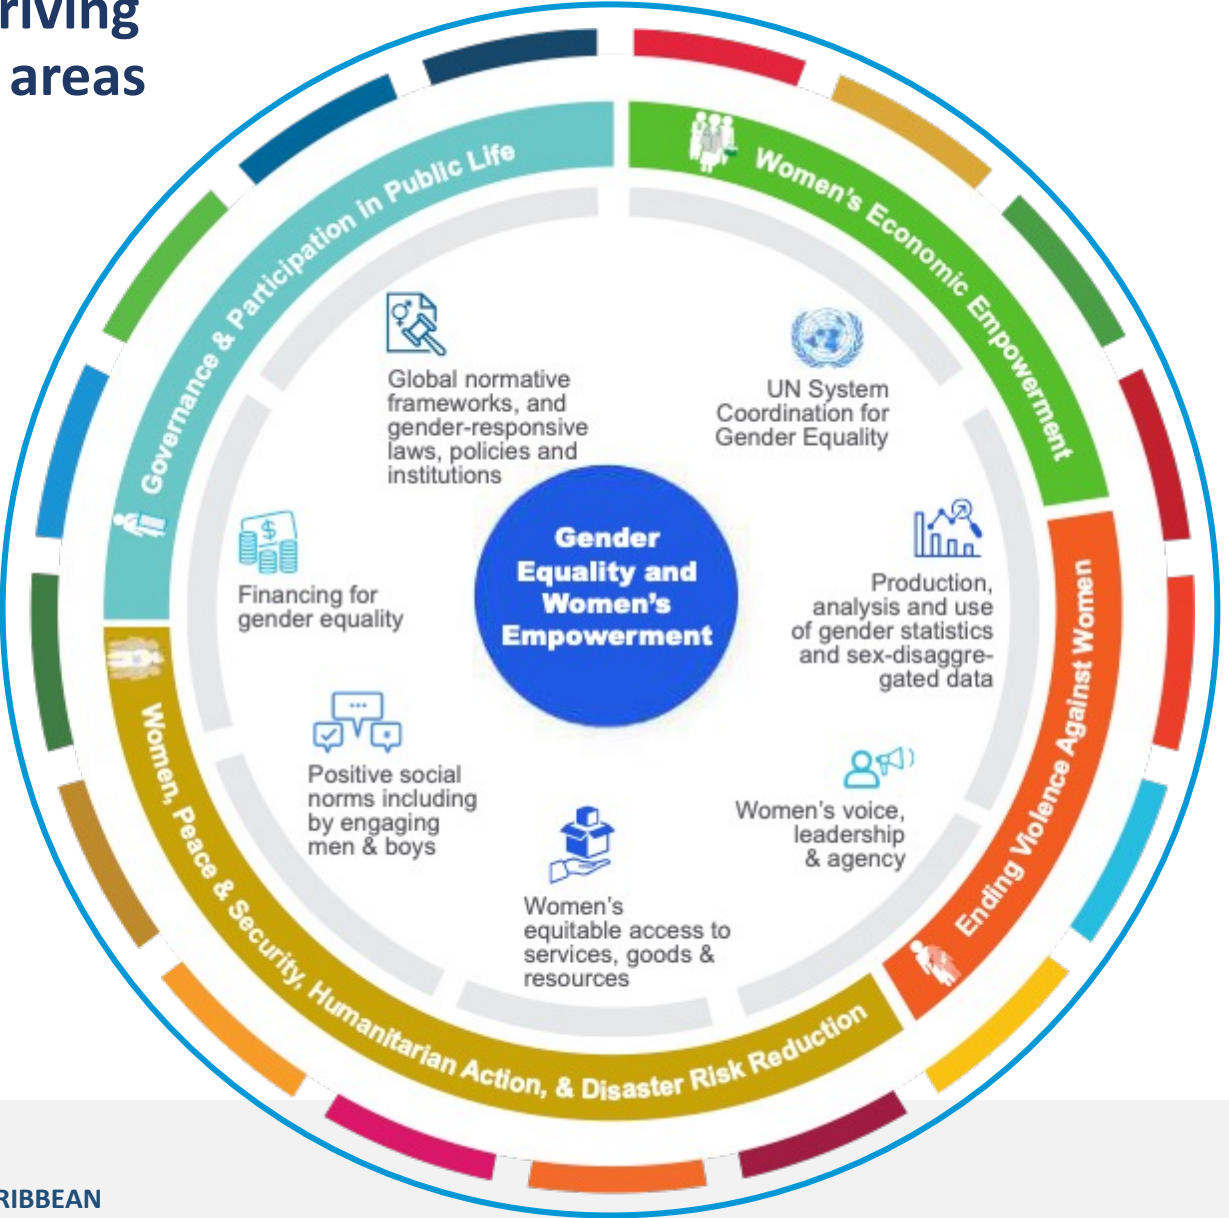 riving
areas
Governance & Participation in Public Life
Women's Economic Empowerment
Global normative
frameworks, and
gender-responsive
laws, policies and
institutions
UN System
Coordination for
Gender Equality
Gender
Equality and
Women's
Empowerment
Financing for
gender equality
Production,
analysis and use
of gender statistics
and sex-disaggre-
gated data
Positive social
norms including
by engaging
men & boys
Women's voice,
leadership
& agency
Women's
equitable access to
services, goods &
resources
Ending Violence Against Women
Women, Peace & Security, Humanitarian Action, & Disaster Risk Reduction
RIBBEAN